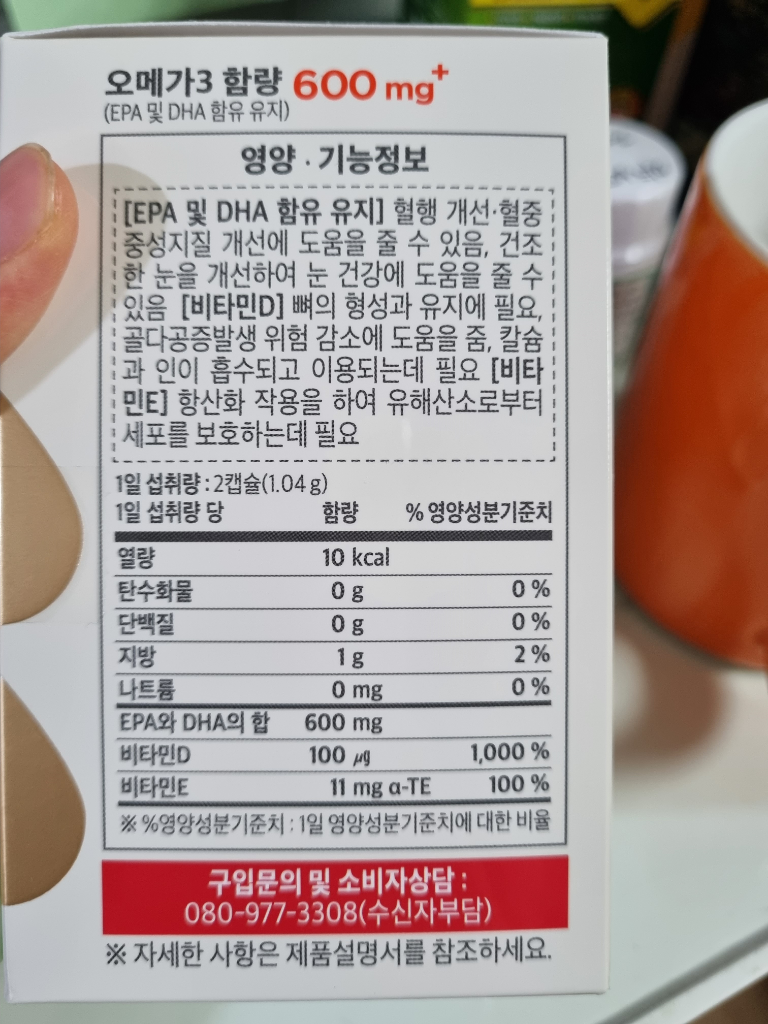 오메가3 함량 600 mg+
(EPA 및 DHA 함유 유지)
영양·기능정보
[EPA 및 DHA 함유 유지] 혈행 개선·혈중
중성지질 개선에 도움을 줄 수 있음, 건조
한 눈을 개선하여 눈 건강에 도움을 줄 수
있음 [비타민D] 뼈의 형성과 유지에 필요,
골다공증발생 위험 감소에 도움을 줌, 칼슘
과 인이 흡수되고 이용되는데 필요 [비타
민E] 항산화 작용을 하여 유해산소로부터
세포를 보호하는데 필요
1일 섭취량 : 2캡슐(1.04 g)
1일 섭취량 당 함량 % 영양성분기준치
열량 10 kcal
탄수화물 0 g 0 %
단백질 0 g 0 %
지방 1 g 2 %
나트륨 0 mg 0 %
EPA와 DHA의 합 600 mg
비타민D 100 ㎍ 1,000 %
비타민E 11 mg α-TE 100 %
※ %영양성분기준치 : 1일 영양성분기준치에 대한 비율
구입문의 및 소비자상담 :
080-977-3308(수신자부담)
※ 자세한 사항은 제품설명서를 참조하세요.